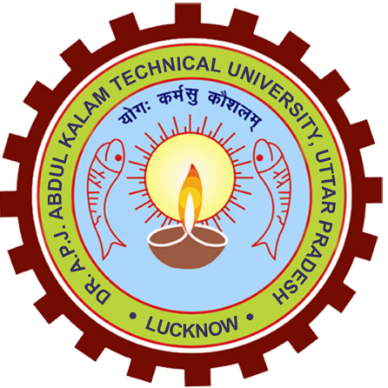 DR. A.P.J. ABDUL KALAM TECHNICAL UNIVERSITY, UTTAR PRADESH
योगः कर्मसु कौशलम्
• LUCKNOW •